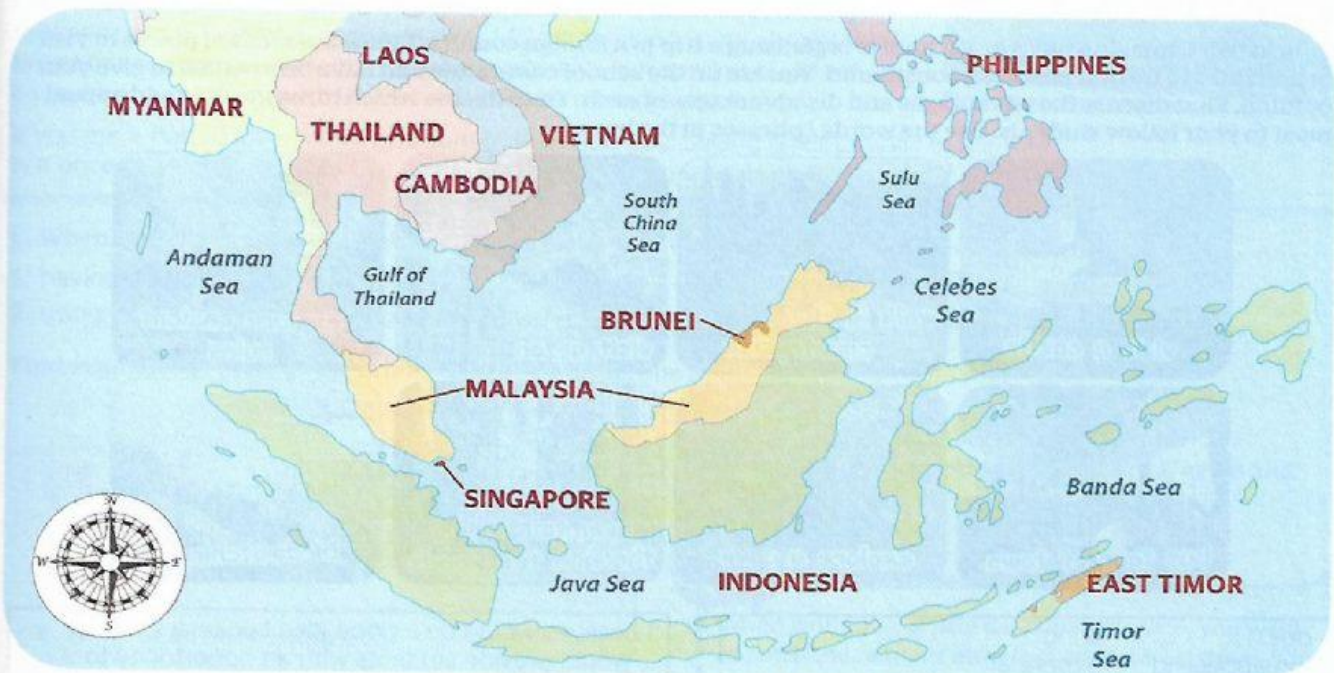 LAOS
PHILIPPINES
MYANMAR
THAILAND
VIETNAM
CAMBODIA
Sulu
Sea
South
China
Sea
Andaman
Sea
Gulf of
Thailand
Celebes
Sea
BRUNEI
MALAYSIA
SINGAPORE
Banda Sea
Java Sea
INDONESIA
EAST TIMOR
Timor
Sea
N
W
E
S